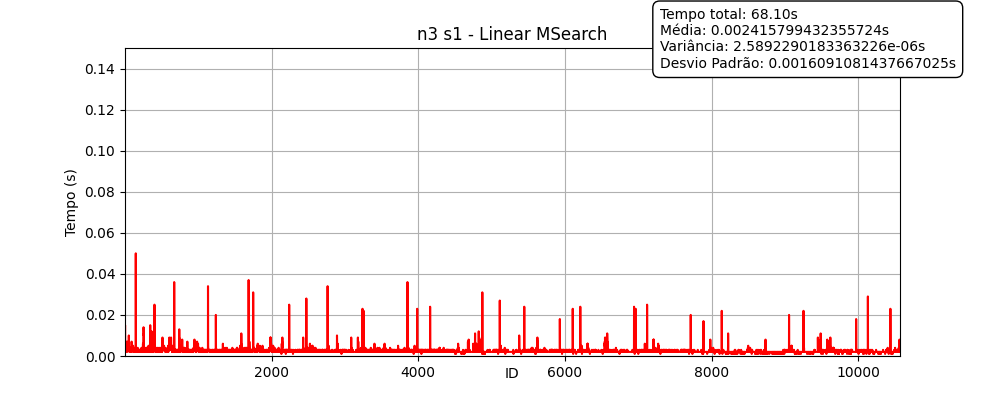 n3 s1 - Linear MSearch
Tempo total: 68.10s
Média: 0.002415799432355724s
Variância: 2.5892290183363226e-06s
Desvio Padrão: 0.0016091081437667025s
0.14
0.12
0.10
0.08
0.06
0.04
0.02
0.00
Tempo (s)
2000
4000
6000
8000
10000
ID